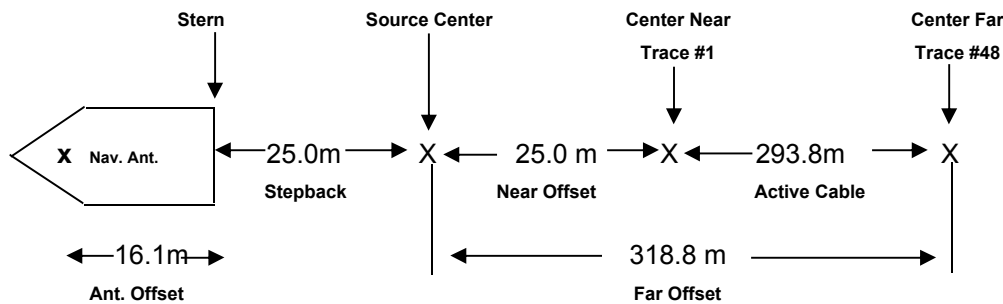 Stern
Source Center
Center Near
Trace #1
Center Far
Trace #48
X Nav. Ant.
25.0m
X
25.0 m
X
293.8m
X
Stepback
Near Offset
Active Cable
16.1m
318.8 m
Ant. Offset
Far Offset